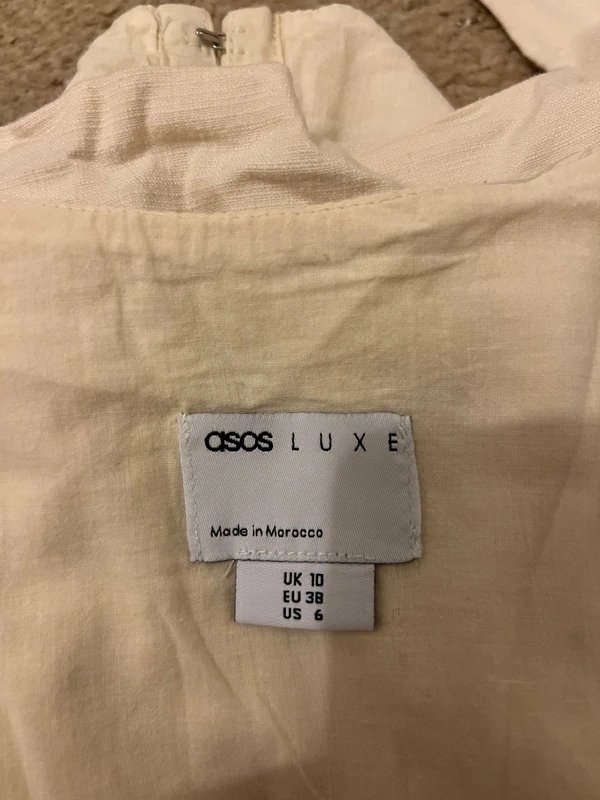 asos LUXE
Made in Morocco
UK 10
EU 38
US 6